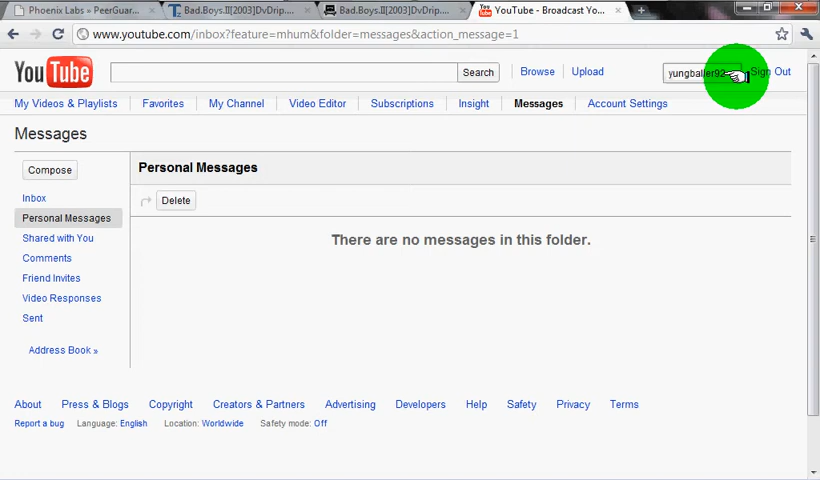 Phoenix Labs » PeerGuar...
Bad.Boys.II[2003]DvDrip....
Bad.Boys.II[2003]DvDrip....
YouTube - Broadcast Yo...
www.youtube.com/inbox?feature=mhum&folder=messages&action_message=1
YouTube Search Browse Upload yungballer92 Sign Out
My Videos & Playlists Favorites My Channel Video Editor Subscriptions Insight Messages Account Settings
Messages
Compose
Personal Messages
Inbox
Delete
Personal Messages
Shared with You
There are no messages in this folder.
Comments
Friend Invites
Video Responses
Sent
Address Book »
About Press & Blogs Copyright Creators & Partners Advertising Developers Help Safety Privacy Terms
Report a bug Language: English Location: Worldwide Safety mode: Off